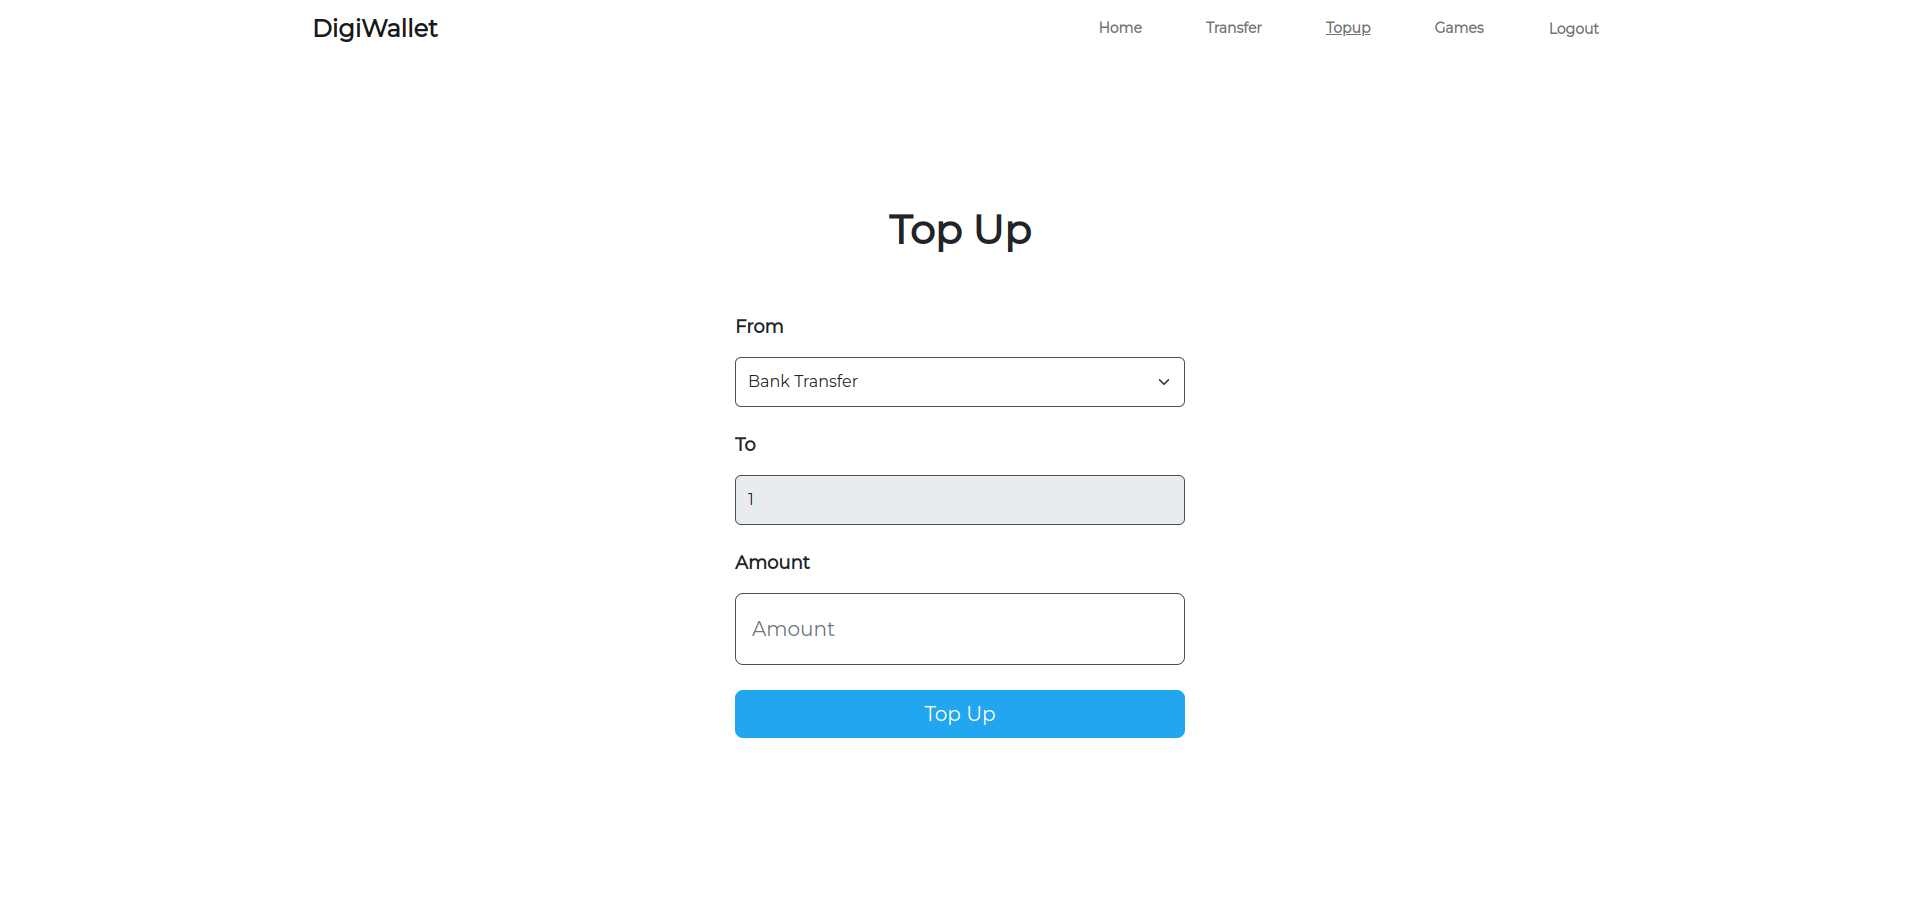 DigiWallet
Home
Transfer
Topup
Games
Logout
Top Up
From
Bank Transfer
To
1
Amount
Amount
Top Up